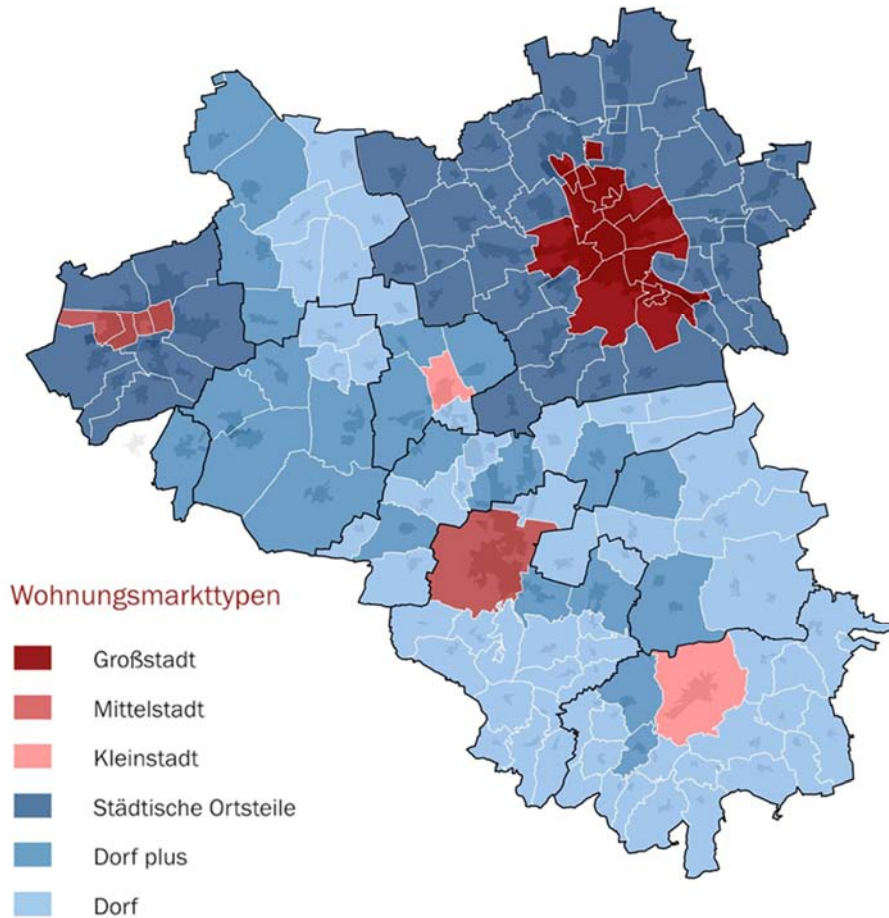 Wohnungsmarkttypen
Großstadt
Mittelstadt
Kleinstadt
Städtische Ortsteile
Dorf plus
Dorf